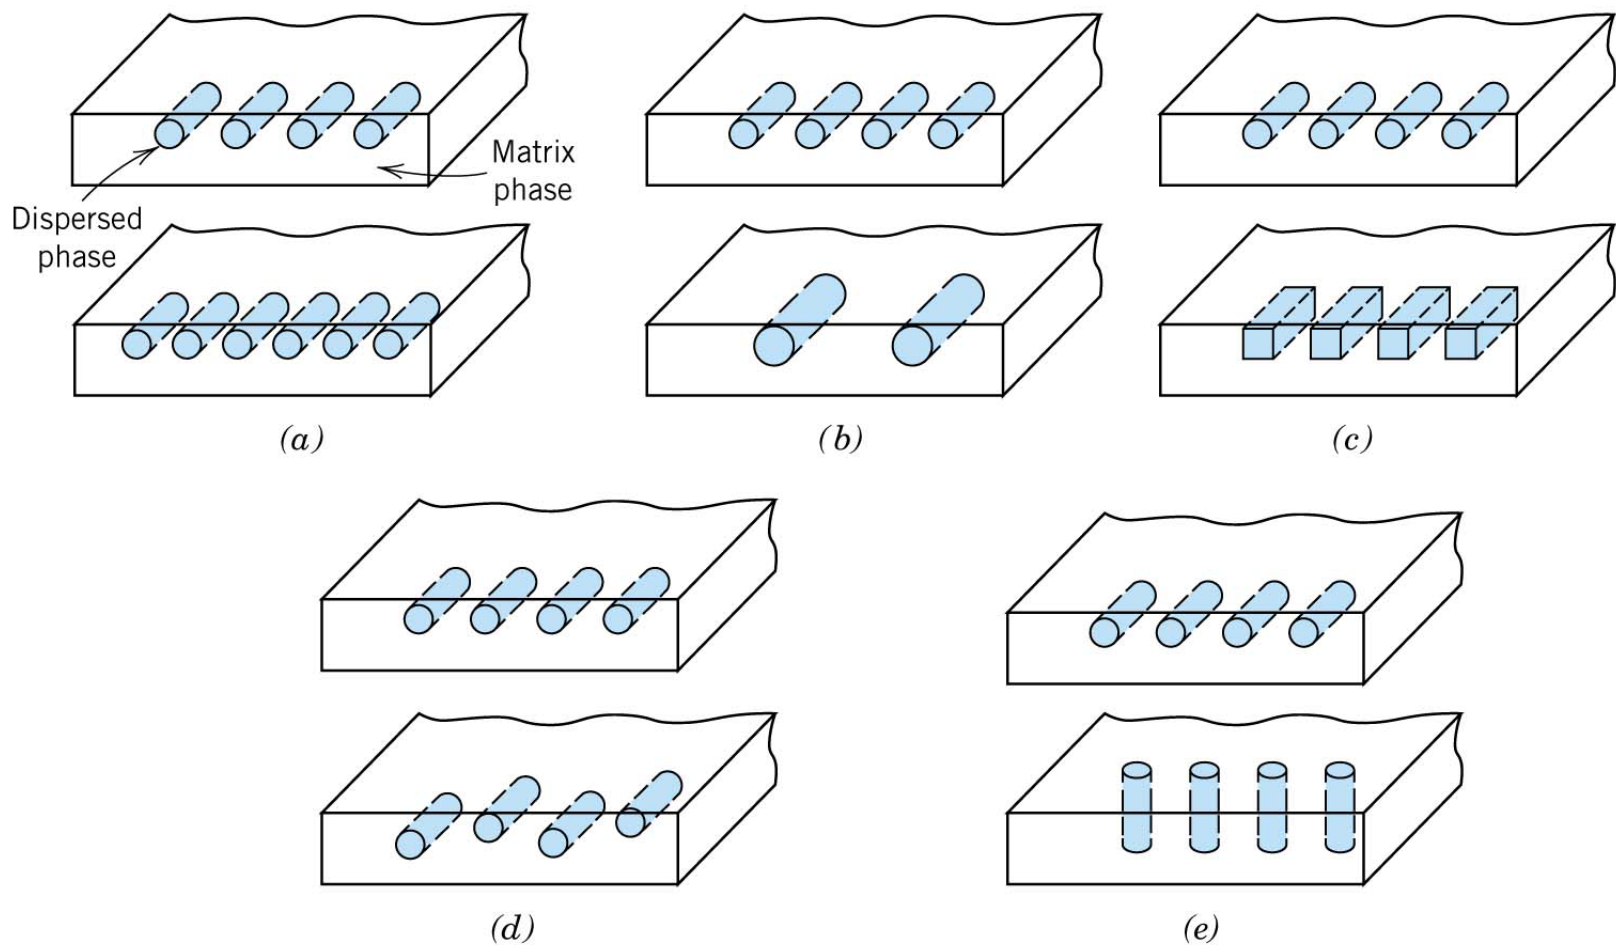 Matrix
phase
Dispersed
phase
(a)
(b)
(c)
(d)
(e)